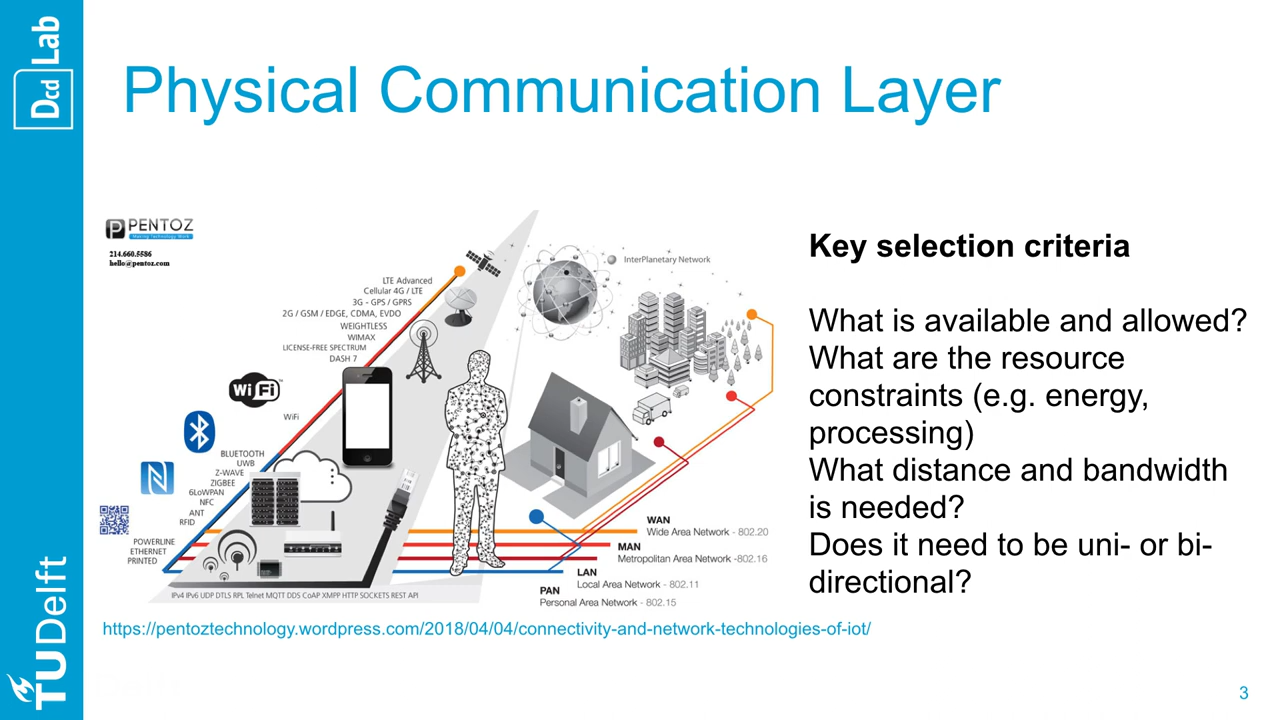 Dcd Lab
TUDelft
Physical Communication Layer
PENTOZ
214.660.5586
hello@pentoz.com
InterPlanetary Network
LTE Advanced
Cellular 4G / LTE
3G - GPS / GPRS
2G / GSM / EDGE, CDMA, EVDO
WEIGHTLESS
WIMAX
LICENSE-FREE SPECTRUM
DASH 7
WiFi
WiFi
BLUETOOTH
UWB
Z-WAVE
ZIGBEE
6LoWPAN
NFC
ANT
RFID
POWERLINE
ETHERNET
PRINTED
WAN
Wide Area Network - 802.20
MAN
Metropolitan Area Network -802.16
LAN
Local Area Network - 802.11
PAN
Personal Area Network - 802.15
IPv4 IPv6 UDP DTLS RPL Telnet MQTT DDS CoAP XMPP HTTP SOCKETS REST API
https://pentoztechnology.wordpress.com/2018/04/04/connectivity-and-network-technologies-of-iot/
Key selection criteria
What is available and allowed?
What are the resource
constraints (e.g. energy,
processing)
What distance and bandwidth
is needed?
Does it need to be uni- or bi-
directional?
3